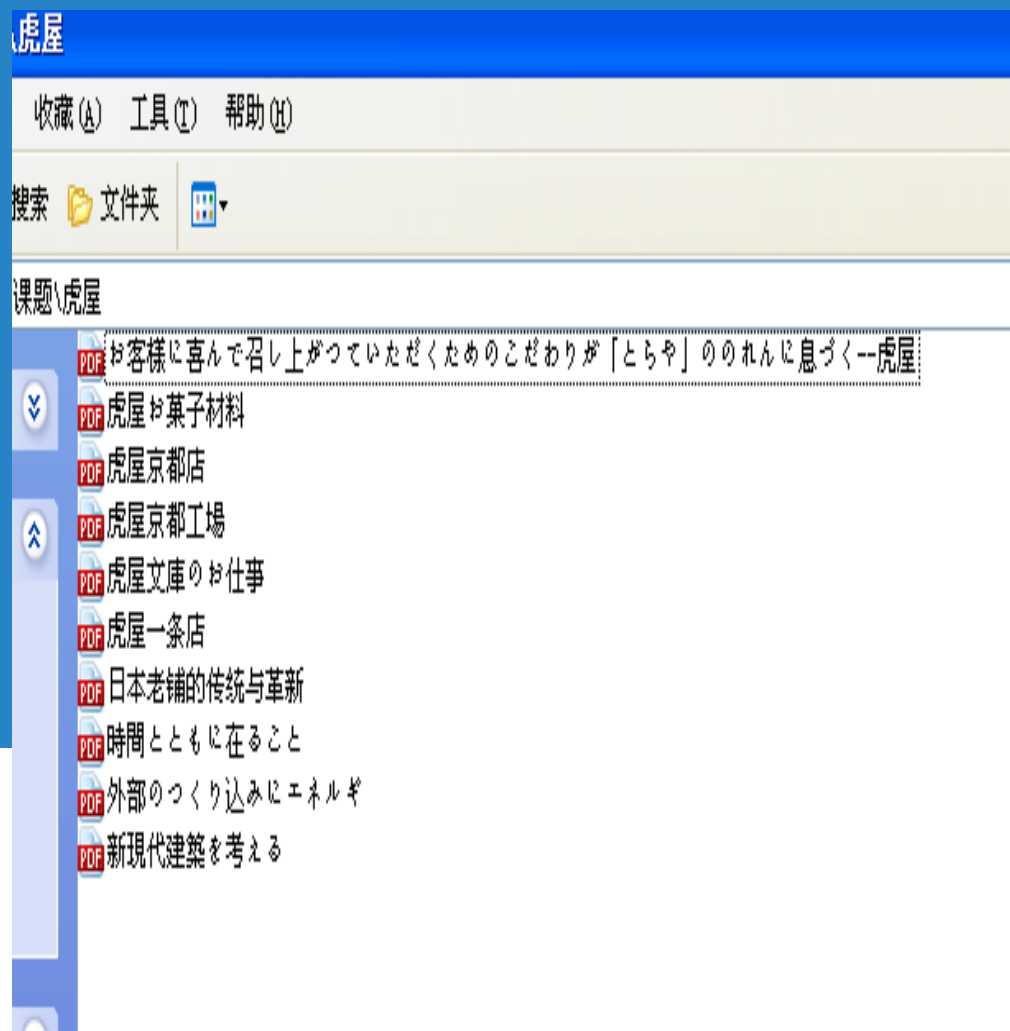 \虎屋
收藏(A) 工具(T) 帮助(H)
搜索 文件夹
课题\虎屋
お客様に喜んで召し上がつていただくためのこだわりが「とらや」ののれんに息づく--虎屋
虎屋お菓子材料
虎屋京都店
虎屋京都工場
虎屋文庫のお仕事
虎屋一条店
日本老铺的传统与革新
時間とともに在ること
外部のつくり込みにエネルギ
新現代建築を考える